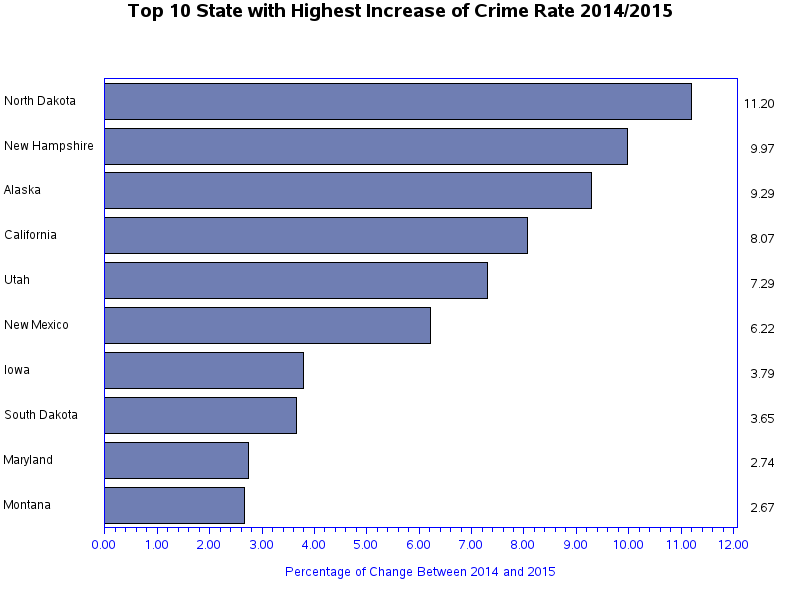 Top 10 State with Highest Increase of Crime Rate 2014/2015
North Dakota 11.20
New Hampshire 9.97
Alaska 9.29
California 8.07
Utah 7.29
New Mexico 6.22
Iowa 3.79
South Dakota 3.65
Maryland 2.74
Montana 2.67
0.00 1.00 2.00 3.00 4.00 5.00 6.00 7.00 8.00 9.00 10.00 11.00 12.00
Percentage of Change Between 2014 and 2015